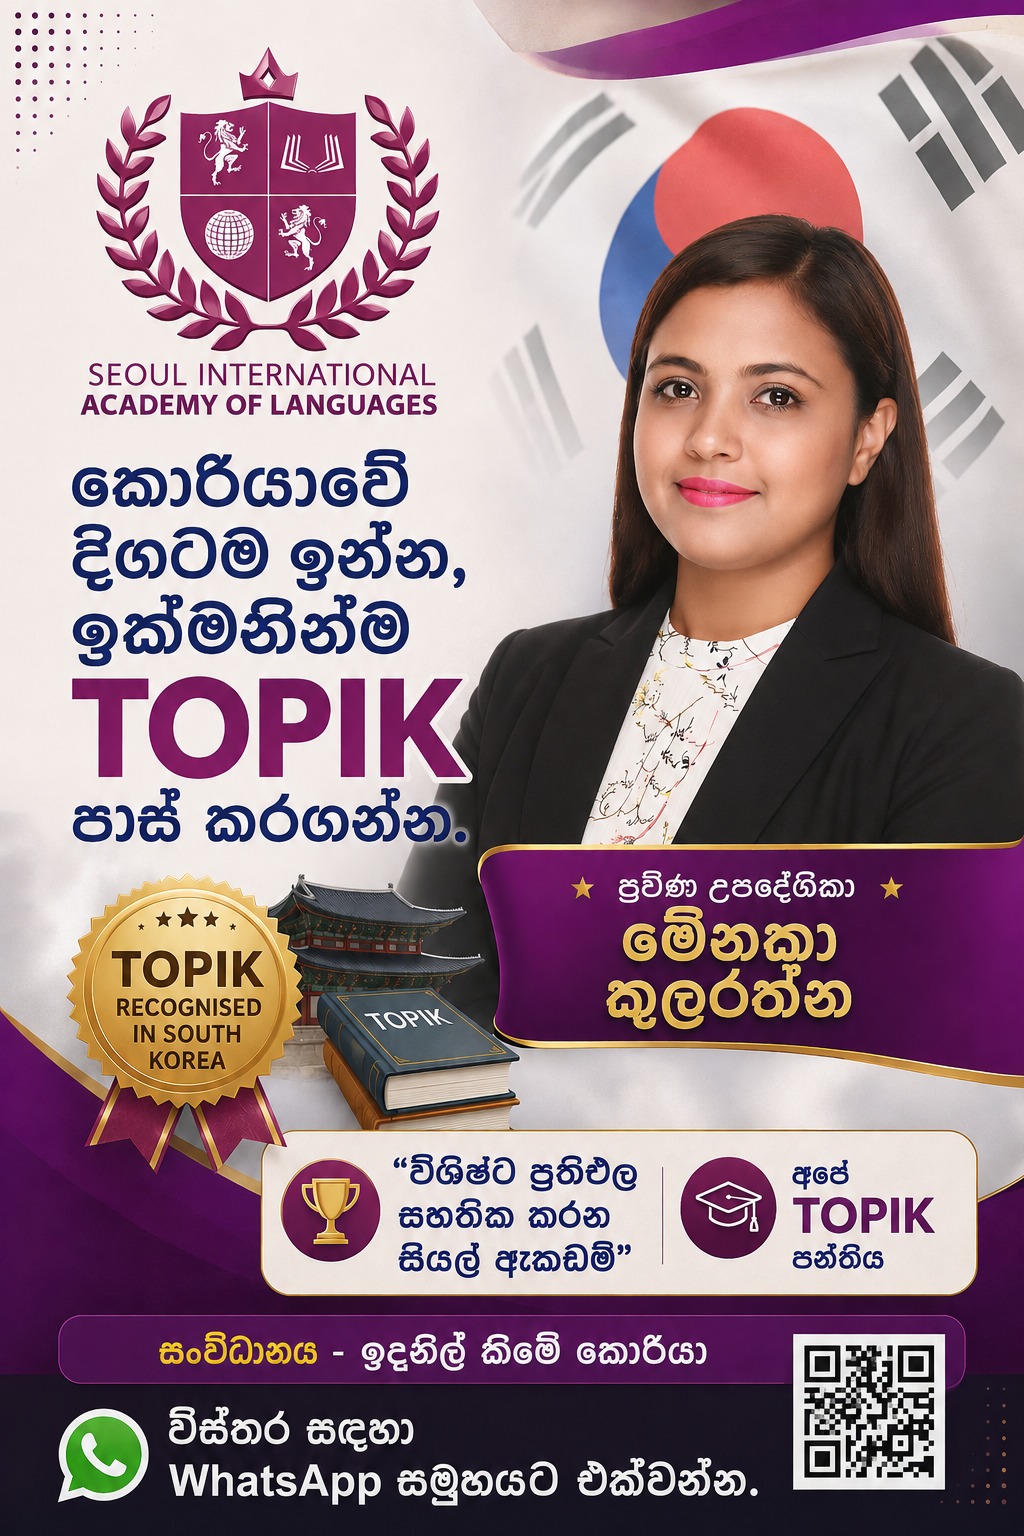 SEOUL INTERNATIONAL
ACADEMY OF LANGUAGES
කොරියාවේ
දිගටම ඉන්න,
ඉක්මනින්ම
TOPIK
පාස් කරගන්න.
ප්‍රවිණ උපදේශිකා
මේනකා
කුලරත්න
TOPIK
RECOGNISED
IN SOUTH
KOREA
TOPIK
“විශිෂ්ට ප්‍රතිඵල
සහතික කරන
සියල් ඇකඩමි”
අපේ
TOPIK
පන්තිය
සංවිධානය - ඉදුනිල් කිමේ කොරියා
විස්තර සඳහා
WhatsApp සමුහයට එක්වන්න.